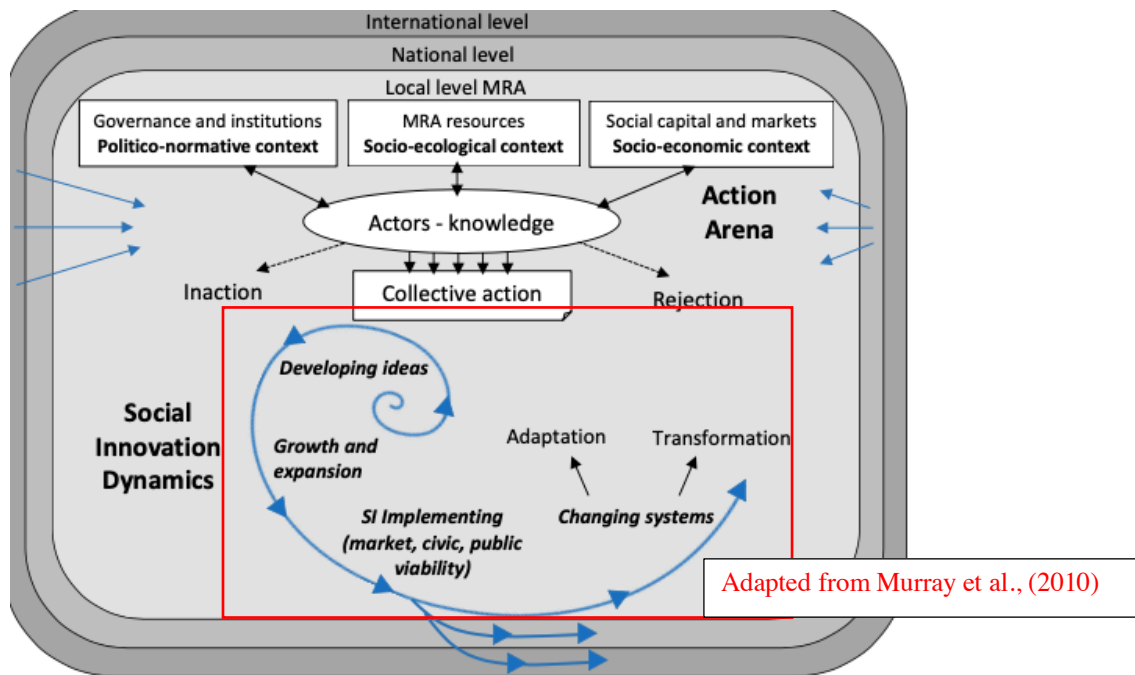 International level
National level
Local level MRA
Governance and institutions
Politico-normative context
MRA resources
Socio-ecological context
Social capital and markets
Socio-economic context
Action
Arena
Actors - knowledge
Inaction
Collective action
Rejection
Social
Innovation
Dynamics
Developing ideas
Growth and
expansion
SI Implementing
(market, civic, public
viability)
Adaptation
Transformation
Changing systems
Adapted from Murray et al., (2010)